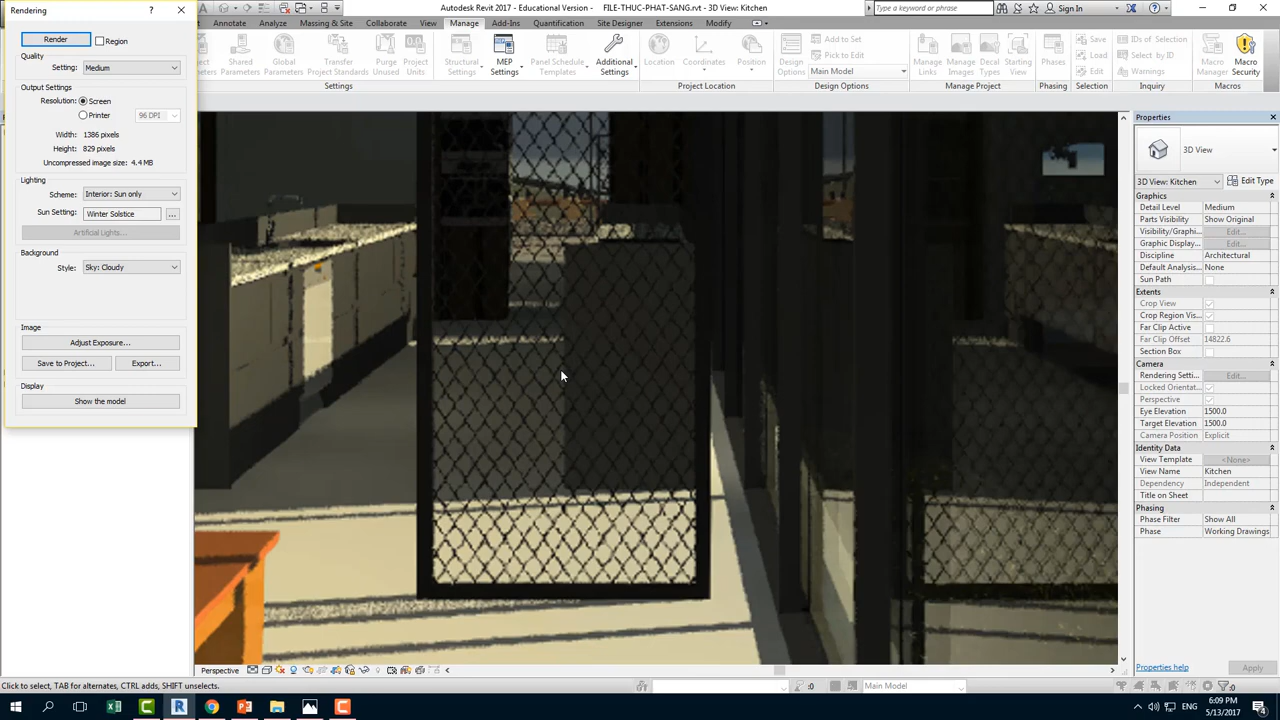 Rendering
?
Autodesk Revit 2017 - Educational Version - FILE-THUC-PHAT-SANG.rvt - 3D View: Kitchen
Type a keyword or phrase
Sign In
Annotate Analyze Massing & Site Collaborate View Manage Add-Ins Quantification Site Designer Extensions Modify
Render
Region
Quality
Setting: Medium
Output Settings
Resolution: Screen
Printer 96 DPI
Width: 1386 pixels
Height: 829 pixels
Uncompressed image size: 4.4 MB
Lighting
Scheme: Interior: Sun only
Sun Setting: Winter Solstice ...
Artificial Lights...
Background
Style: Sky: Cloudy
Image
Adjust Exposure...
Save to Project... Export...
Display
Show the model
Shared Parameters
Global Parameters
Transfer Project Standards
Purge Unused
Project Units
Structural Settings
MEP Settings
Panel Schedule Templates
Additional Settings
Settings
Location
Coordinates
Position
Project Location
Design Options
Add to Set
Pick to Edit
Main Model
Design Options
Manage Links
Manage Images
Decal Types
Starting View
Manage Project
Phases
Phasing
Save
Load
Edit
Selection
IDs of Selection
Select by ID
Warnings
Inquiry
Macro Manager
Macro Security
Macros
Properties
3D View
3D View: Kitchen Edit Type
Graphics
Detail Level Medium
Parts Visibility Show Original
Visibility/Graphi... Edit...
Graphic Display... Edit...
Discipline Architectural
Default Analysis... None
Sun Path
Extents
Crop View
Crop Region Vis...
Far Clip Active
Far Clip Offset 14822.6
Section Box
Camera
Rendering Setti... Edit...
Locked Orientat...
Perspective
Eye Elevation 1500.0
Target Elevation 1500.0
Camera Position Explicit
Identity Data
View Template <None>
View Name Kitchen
Dependency Independent
Title on Sheet
Phasing
Phase Filter Show All
Phase Working Drawings
Properties help Apply
Perspective
Click to select, TAB for alternates, CTRL adds, SHIFT unselects.
:0
Main Model
:0
ENG
6:09 PM
5/13/2017